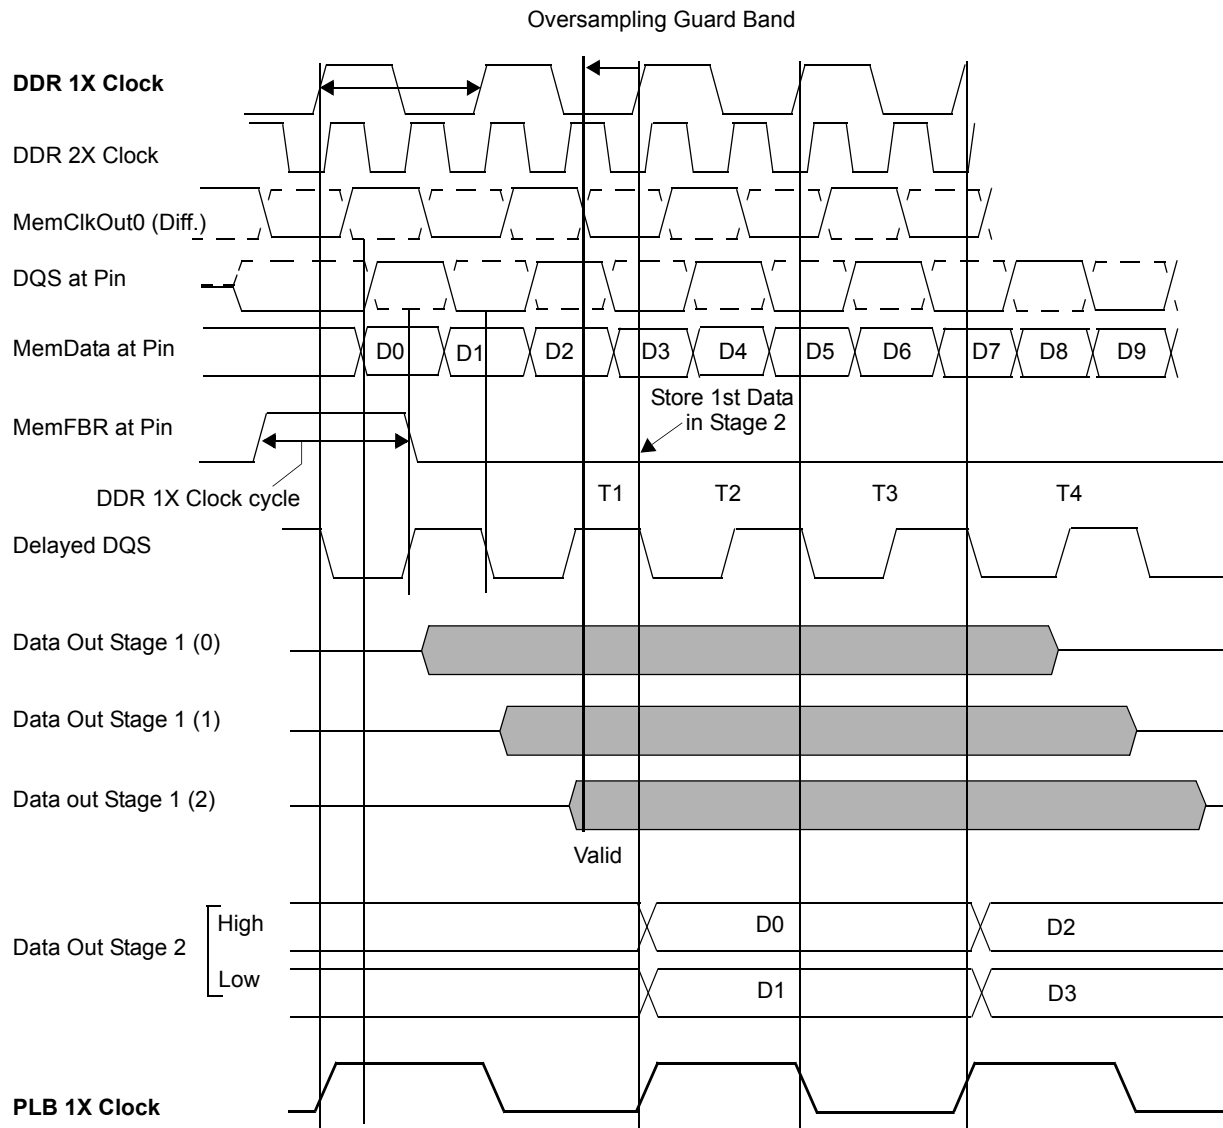 Oversampling Guard Band
DDR 1X Clock
DDR 2X Clock
MemClkOut0 (Diff.)
DQS at Pin
MemData at Pin
D0 D1 D2 D3 D4 D5 D6 D7 D8 D9
Store 1st Data
in Stage 2
MemFBR at Pin
DDR 1X Clock cycle
T1 T2 T3 T4
Delayed DQS
Data Out Stage 1 (0)
Data Out Stage 1 (1)
Data out Stage 1 (2)
Valid
Data Out Stage 2
High
D0 D2
Low
D1 D3
PLB 1X Clock